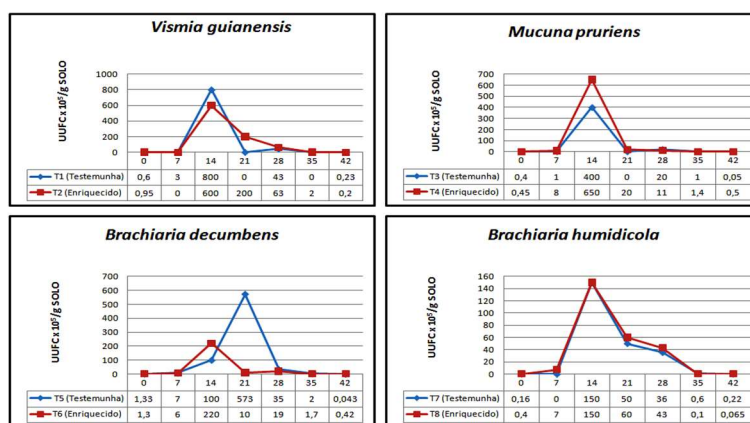 Vismia guianensis
UUFC x 10⁵/g SOLO
1000
800
600
400
200
0
0 7 14 21 28 35 42
T1 (Testemunha) 0,6 3 800 0 43 0 0,23
T2 (Enriquecido) 0,95 0 600 200 63 2 0,2
Mucuna pruriens
UUFC x 10⁵/g SOLO
700
600
500
400
300
200
100
0
0 7 14 21 28 35 42
T3 (Testemunha) 0,4 1 400 0 20 1 0,05
T4 (Enriquecido) 0,45 8 650 20 11 1,4 0,5
Brachiaria decumbens
UUFC x 10⁵/g SOLO
700
600
500
400
300
200
100
0
0 7 14 21 28 35 42
T5 (Testemunha) 1,33 7 100 573 35 2 0,043
T6 (Enriquecido) 1,3 6 220 10 19 1,7 0,42
Brachiaria humidicola
UUFC x 10⁵/g SOLO
160
140
120
100
80
60
40
20
0
0 7 14 21 28 35 42
T7 (Testemunha) 0,16 0 150 50 36 0,6 0,22
T8 (Enriquecido) 0,4 7 150 60 43 0,1 0,065